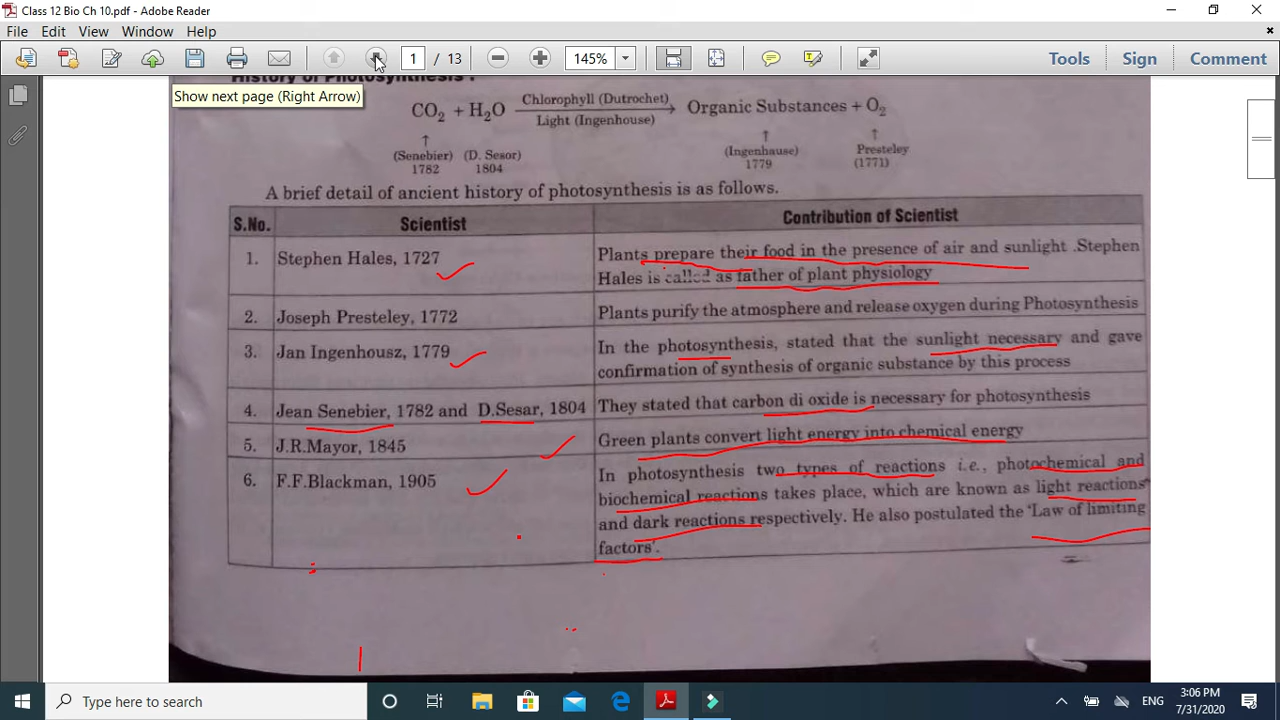 Class 12 Bio Ch 10.pdf - Adobe Reader
File Edit View Window Help
1 / 13 145% Tools Sign Comment
History of Photosynthesis :
Show next page (Right Arrow)
CO2 + H2O Chlorophyll (Dutrochet) Organic Substances + O2
Light (Ingenhouse)
↑ ↑ ↑
(Senebier) (D. Sesor) (Ingenhause) Presteley
1782 1804 1779 (1771)
A brief detail of ancient history of photosynthesis is as follows.
S.No. Scientist Contribution of Scientist
1. Stephen Hales, 1727 Plants prepare their food in the presence of air and sunlight .Stephen
Hales is called as father of plant physiology
2. Joseph Presteley, 1772 Plants purify the atmosphere and release oxygen during Photosynthesis
3. Jan Ingenhousz, 1779 In the photosynthesis, stated that the sunlight necessary and gave
confirmation of synthesis of organic substance by this process
4. Jean Senebier, 1782 and D.Sesar, 1804 They stated that carbon di oxide is necessary for photosynthesis
5. J.R.Mayor, 1845 Green plants convert light energy into chemical energy
6. F.F.Blackman, 1905 In photosynthesis two types of reactions i.e., photochemical and
biochemical reactions takes place, which are known as light reactions
and dark reactions respectively. He also postulated the 'Law of limiting
factors'.
Type here to search
ENG
3:06 PM
7/31/2020